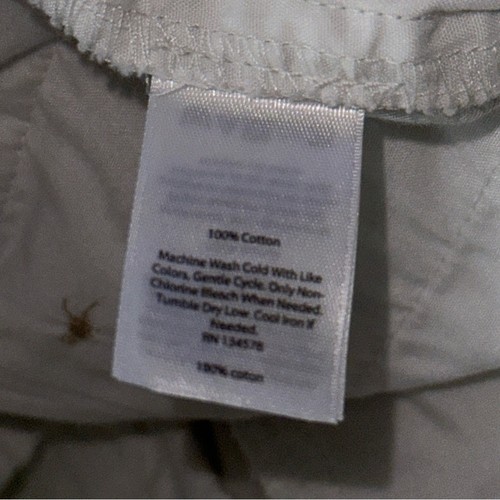 100% Cotton
Machine Wash Cold With Like
Colors, Gentle Cycle. Only Non-
Chlorine Bleach When Needed.
Tumble Dry Low. Cool Iron If
Needed.
RN 134578
100% cotton